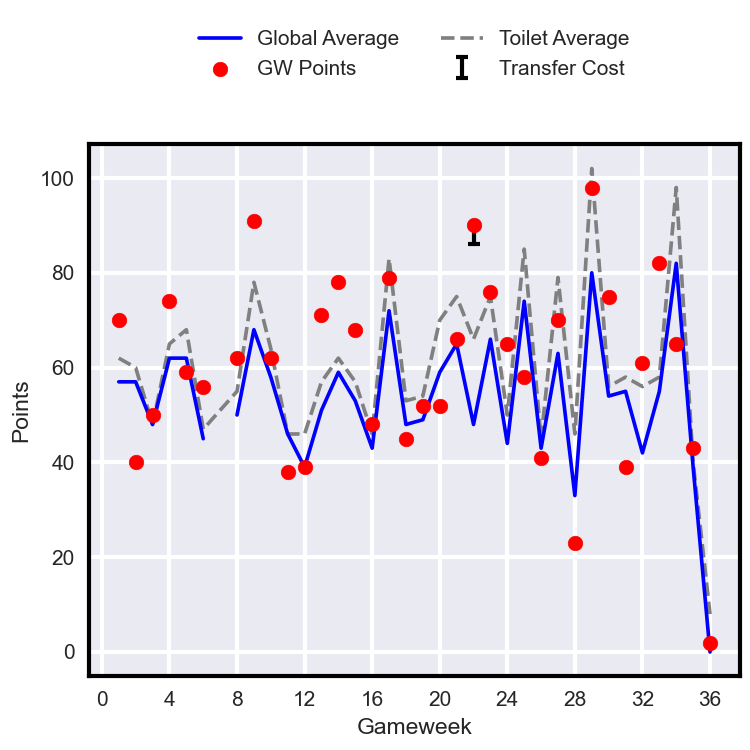 Global Average
Toilet Average
GW Points
Transfer Cost
100
80
60
40
20
0
Points
0 4 8 12 16 20 24 28 32 36
Gameweek